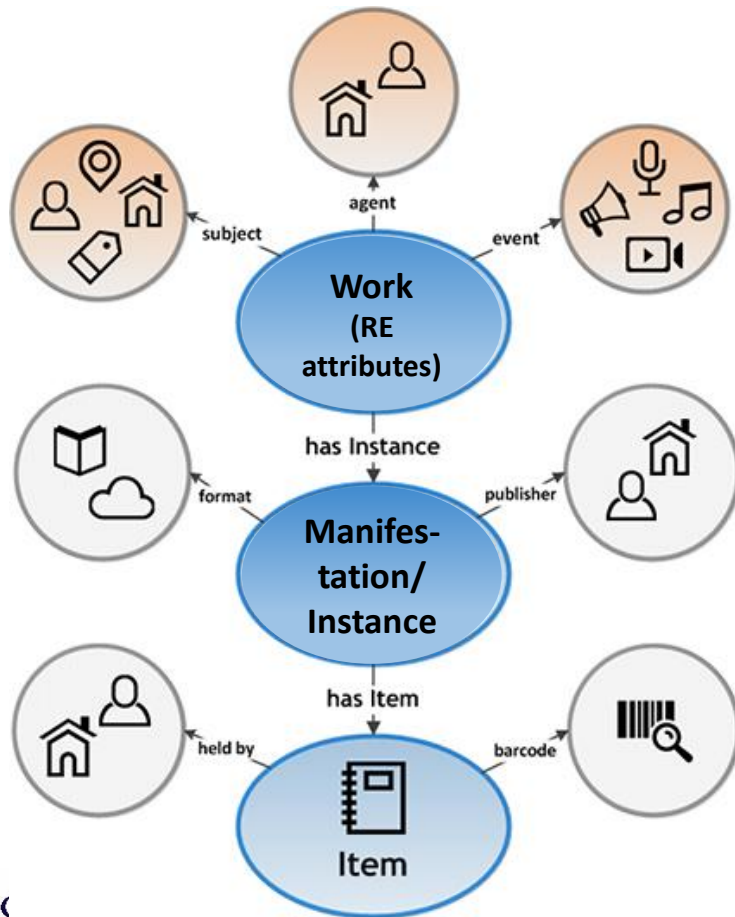 agent
subject
event
Work
(RE
attributes)
has Instance
format
publisher
Manifes-
tation/
Instance
has Item
held by
barcode
Item